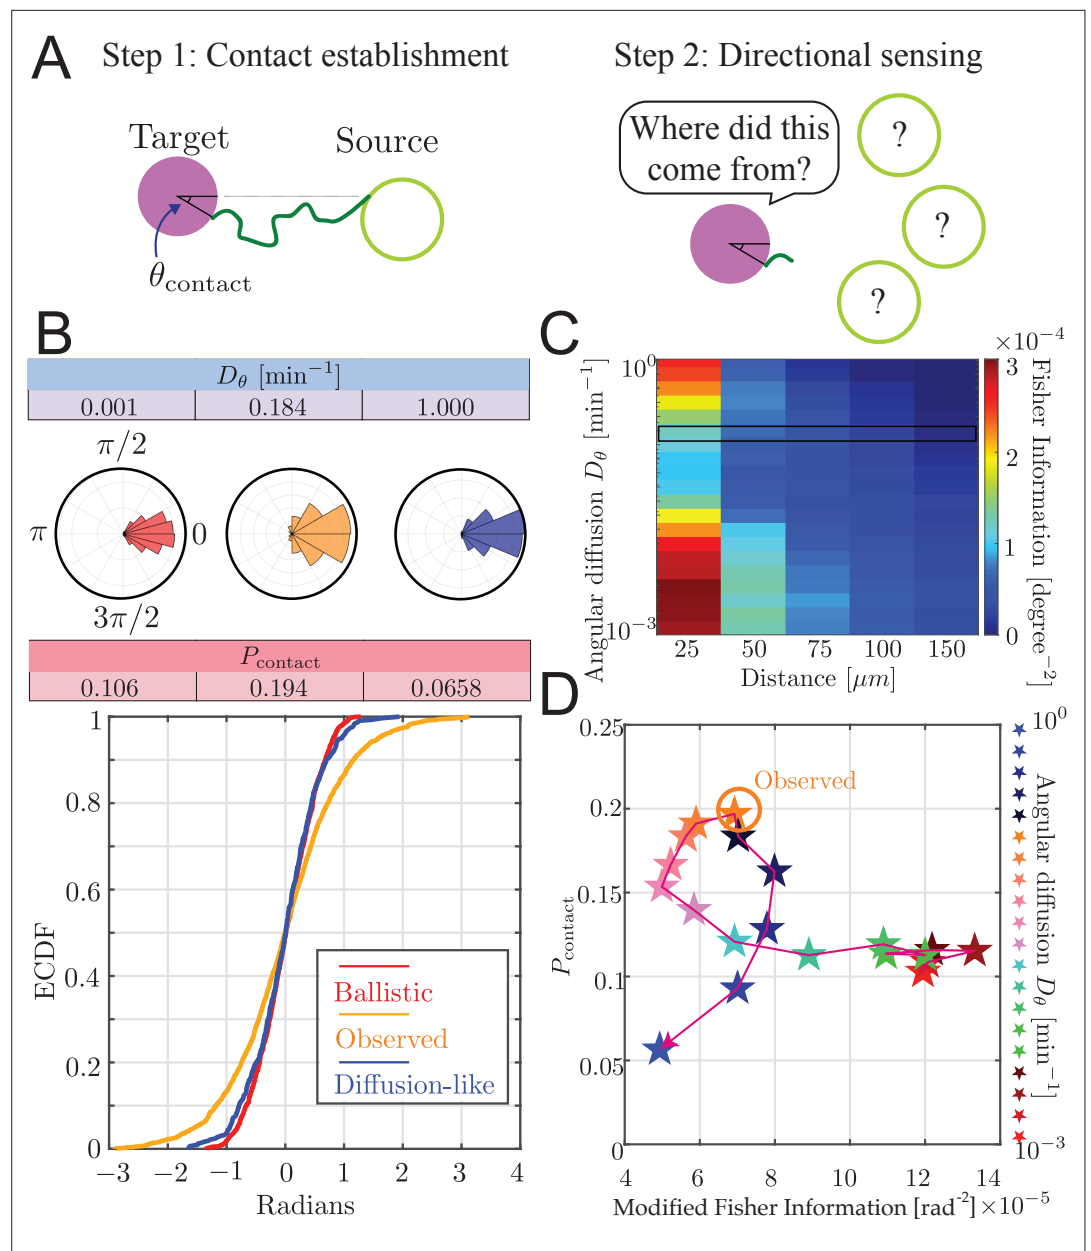 A
Step 1: Contact establishment
Step 2: Directional sensing
Target
Source
θcontact
Where did this
come from?
?
?
?
B
Dθ [min⁻¹]
0.001 0.184 1.000
π/2
π
0
3π/2
Pcontact
0.106 0.194 0.0658
1
0.8
0.6
0.4
0.2
0
ECDF
−3 −2 −1 0 1 2 3 4
Radians
Ballistic
Observed
Diffusion-like
C
×10⁻⁴
10⁰
10⁻³
Angular diffusion Dθ [min⁻¹]
25 50 75 100 150
Distance [μm]
3
2
1
0
Fisher Information [degree⁻²]
D
0.25
0.2
0.15
0.1
0.05
0
Pcontact
Observed
4 6 8 10 12 14
Modified Fisher Information [rad⁻²] ×10⁻⁵
10⁰
Angular diffusion Dθ [min⁻¹]
10⁻³